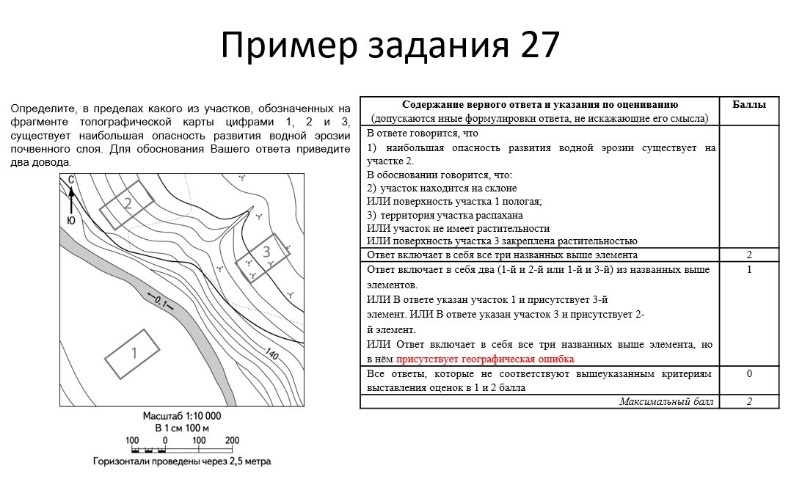 Пример задания 27
Определите, в пределах какого из участков, обозначенных на
фрагменте топографической карты цифрами 1, 2 и 3,
существует наибольшая опасность развития водной эрозии
почвенного слоя. Для обоснования Вашего ответа приведите
два довода.
С
Ю
2
3
0,1
1
140
Масштаб 1:10 000
В 1 см 100 м
100 0 100 200
Горизонтали проведены через 2,5 метра
Содержание верного ответа и указания по оцениванию
(допускаются иные формулировки ответа, не искажающие его смысла)
Баллы
В ответе говорится, что
1) наибольшая опасность развития водной эрозии существует на
участке 2.
В обосновании говорится, что:
2) участок находится на склоне
ИЛИ поверхность участка 1 пологая;
3) территория участка распахана
ИЛИ участок не имеет растительности
ИЛИ поверхность участка 3 закреплена растительностью
Ответ включает в себя все три названных выше элемента 2
Ответ включает в себя два (1-й и 2-й или 1-й и 3-й) из названных выше 1
элементов.
ИЛИ В ответе указан участок 1 и присутствует 3-й
элемент. ИЛИ В ответе указан участок 3 и присутствует 2-
й элемент.
ИЛИ Ответ включает в себя все три названных выше элемента, но
в нём присутствует географическая ошибка
Все ответы, которые не соответствуют вышеуказанным критериям 0
выставления оценок в 1 и 2 балла
Максимальный балл 2